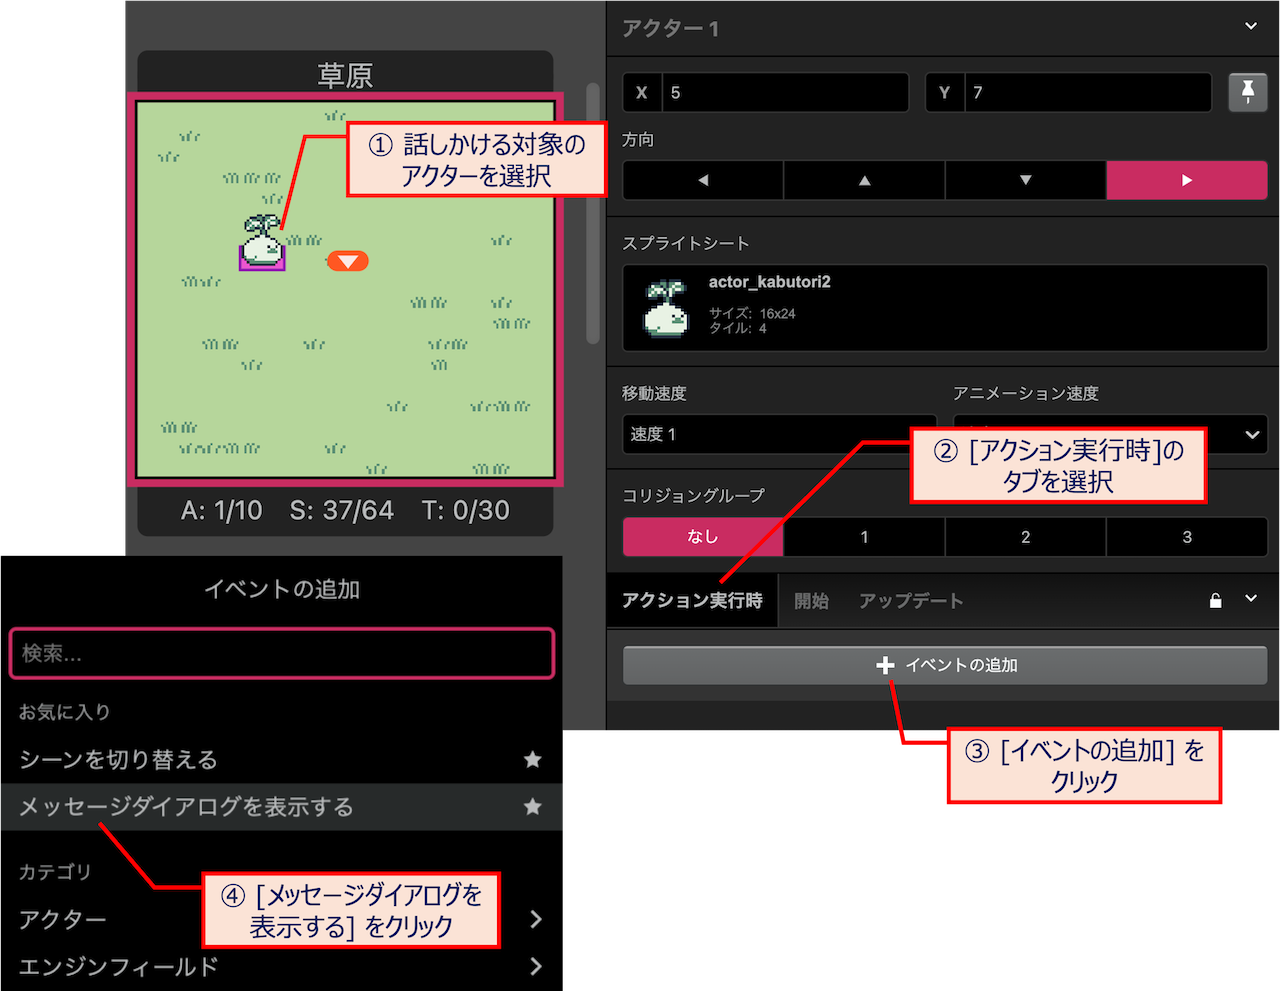 草原
① 話しかける対象の
アクターを選択
A: 1/10 S: 37/64 T: 0/30
アクター 1
X 5
Y 7
方向
スプライトシート
actor_kabutori2
サイズ: 16x24
タイル: 4
移動速度
アニメーション速度
速度 1
② [アクション実行時]の
タブを選択
コリジョングループ
なし 1 2 3
アクション実行時 開始 アップデート
イベントの追加
③ [イベントの追加] を
クリック
イベントの追加
検索...
お気に入り
シーンを切り替える
メッセージダイアログを表示する
カテゴリ
④ [メッセージダイアログを
表示する] をクリック
アクター
エンジンフィールド